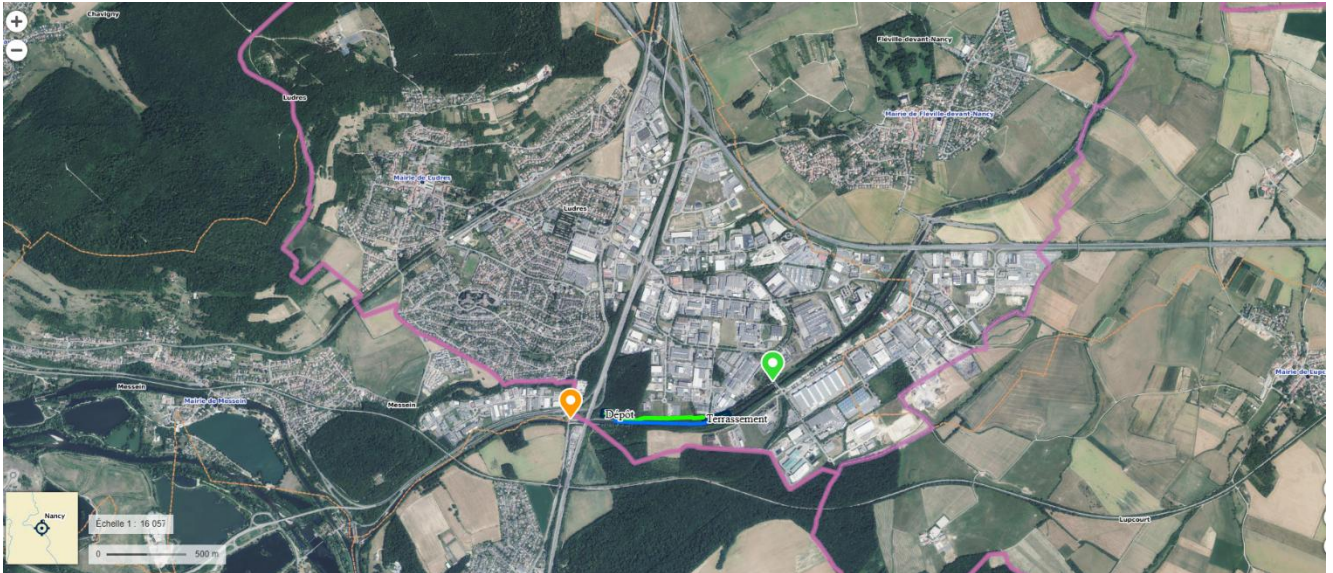 Chavigny
Fléville-devant-Nancy
Ludres
Mairie de Fléville-devant-Nancy
Mairie de Ludres
Ludres
Messein
Mairie de Messein
Messein
Mairie de Lupc
Dépôt
Terrassement
Nancy
Échelle 1 : 16 057
0 500 m
Lupcourt